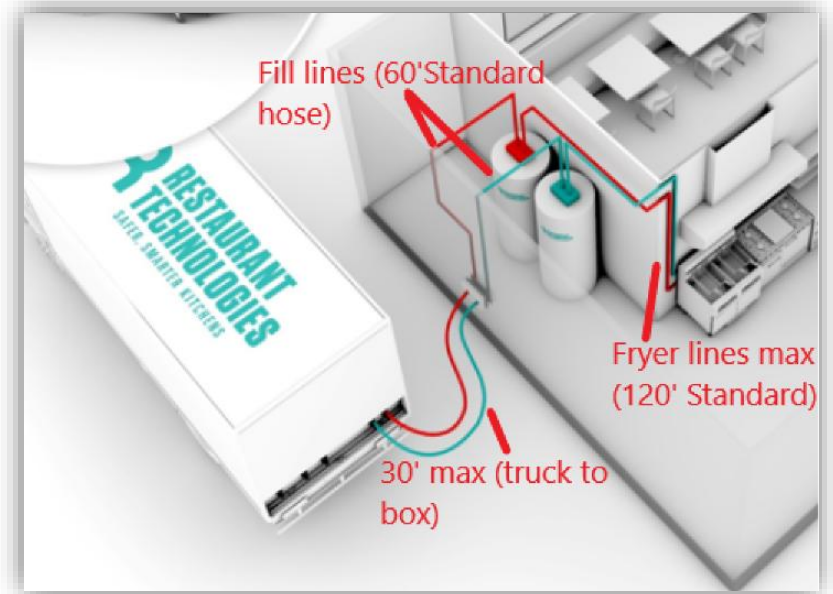 Fill lines (60'Standard
hose)
RESTAURANT
TECHNOLOGIES
SAFER, SMARTER KITCHENS
Fryer lines max
(120' Standard)
30' max (truck to
box)